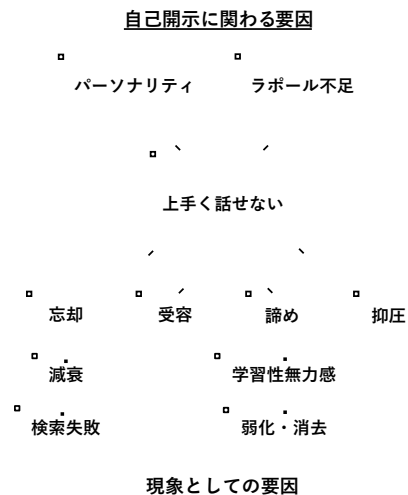 自己開示に関わる要因
パーソナリティ ラポール不足
上手く話せない
忘却 受容 諦め 抑圧
減衰 学習性無力感
検索失敗 弱化・消去
現象としての要因